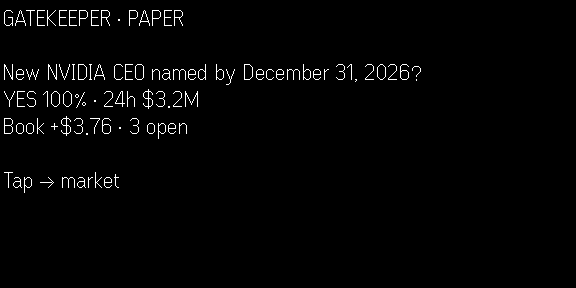 GATEKEEPER · PAPER
New NVIDIA CEO named by December 31, 2026?
YES 100% · 24h $3.2M
Book +$3.76 · 3 open
Tap → market